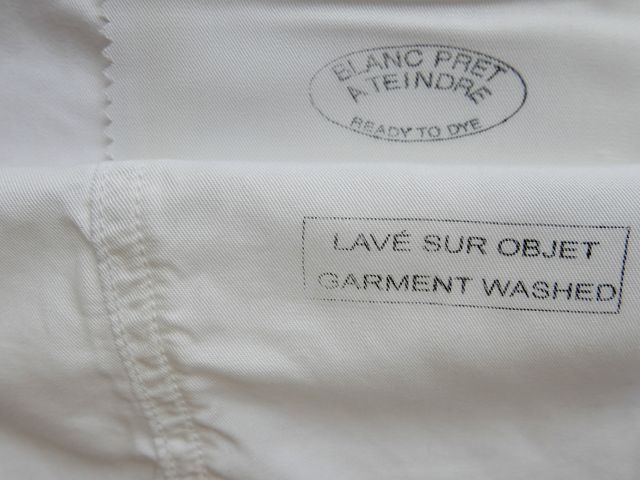 BLANC PRET
A TEINDRE
READY TO DYE
LAVÉ SUR OBJET
GARMENT WASHED